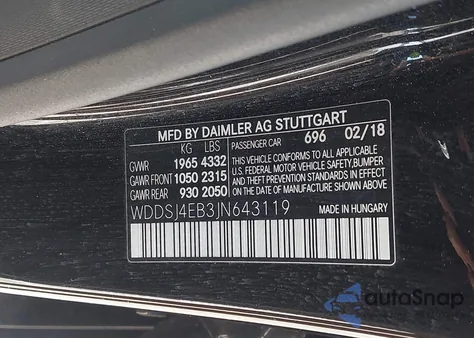 MFD BY DAIMLER AG STUTTGART
KG LBS PASSENGER CAR 696 02/18
GVWR 1965 4332
GAWR FRONT 1050 2315
GAWR REAR 930 2050
THIS VEHICLE CONFORMS TO ALL APPLICABLE
U.S. FEDERAL MOTOR VEHICLE SAFETY, BUMPER
AND THEFT PREVENTION STANDARDS IN EFFECT
ON THE DATE OF MANUFACTURE SHOWN ABOVE
WDDSJ4EB3JN643119 MADE IN HUNGARY
autoSnap